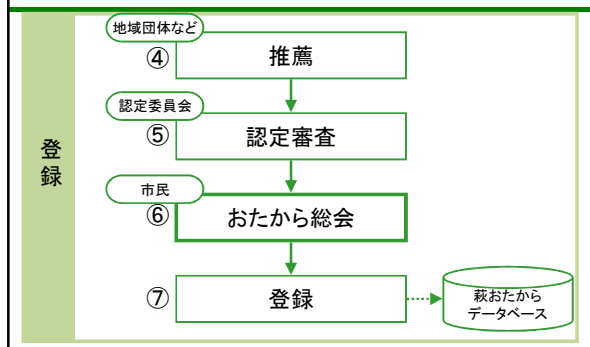 登録
地域団体など
④
推薦
認定委員会
⑤
認定審査
市民
⑥
おたから総会
⑦
登録
萩おたから
データベース